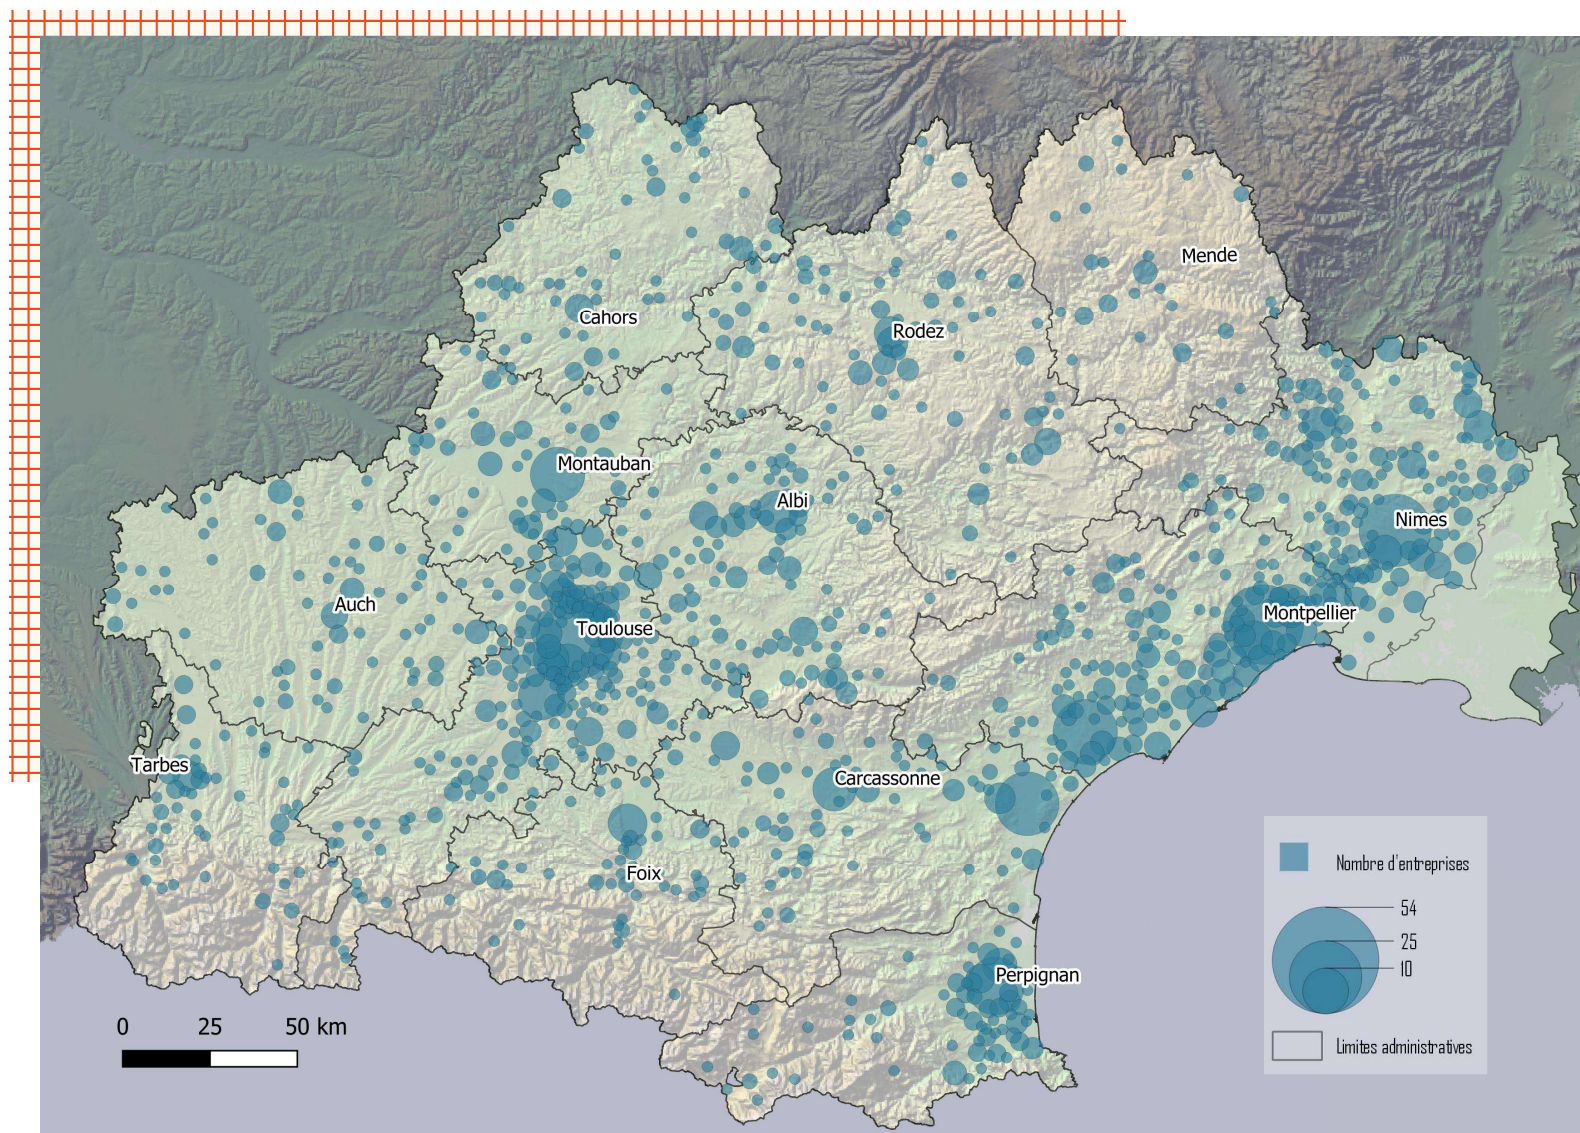 Mende
Cahors
Rodez
Montauban
Albi
Nimes
Auch
Montpellier
Toulouse
Tarbes
Carcassonne
Foix
Perpignan
Nombre d'entreprises
54
25
10
Limites administratives
0 25 50 km